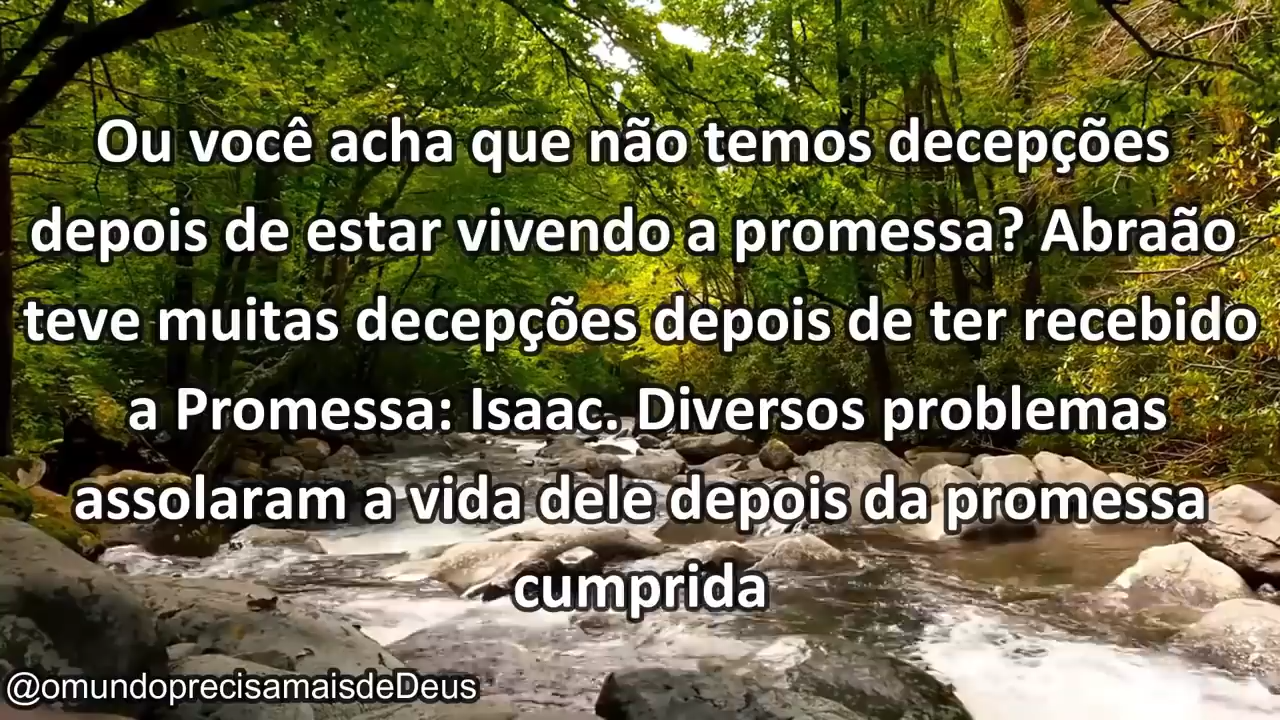 Ou você acha que não temos decepções
depois de estar vivendo a promessa? Abraão
teve muitas decepções depois de ter recebido
a Promessa: Isaac. Diversos problemas
assolaram a vida dele depois da promessa
cumprida
@omundoprecisamaisdeDeus